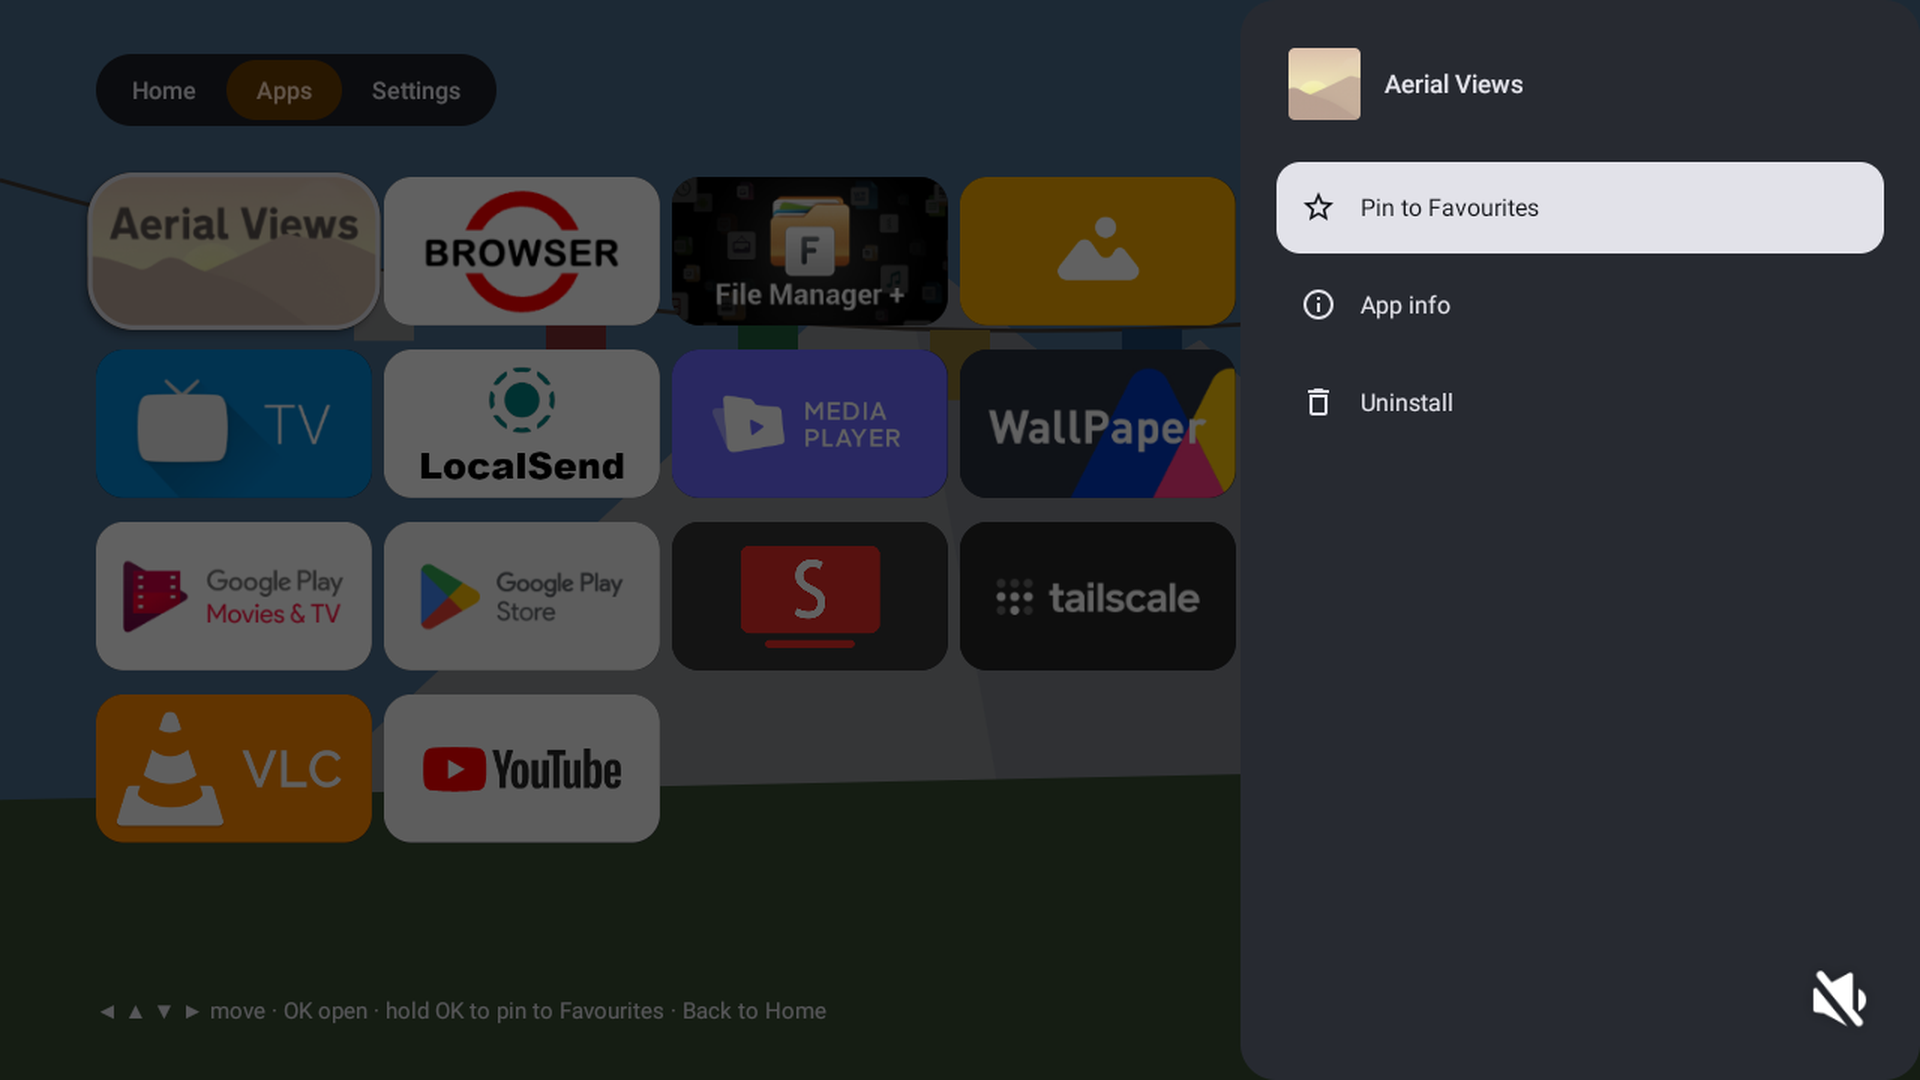 Home Apps Settings
Aerial Views
BROWSER
F
File Manager +
TV
LocalSend
MEDIA
PLAYER
WallPaper
Google Play
Movies & TV
Google Play
Store
S
tailscale
VLC
YouTube
◀ ▲ ▼ ▶ move · OK open · hold OK to pin to Favourites · Back to Home
Aerial Views
Pin to Favourites
App info
Uninstall